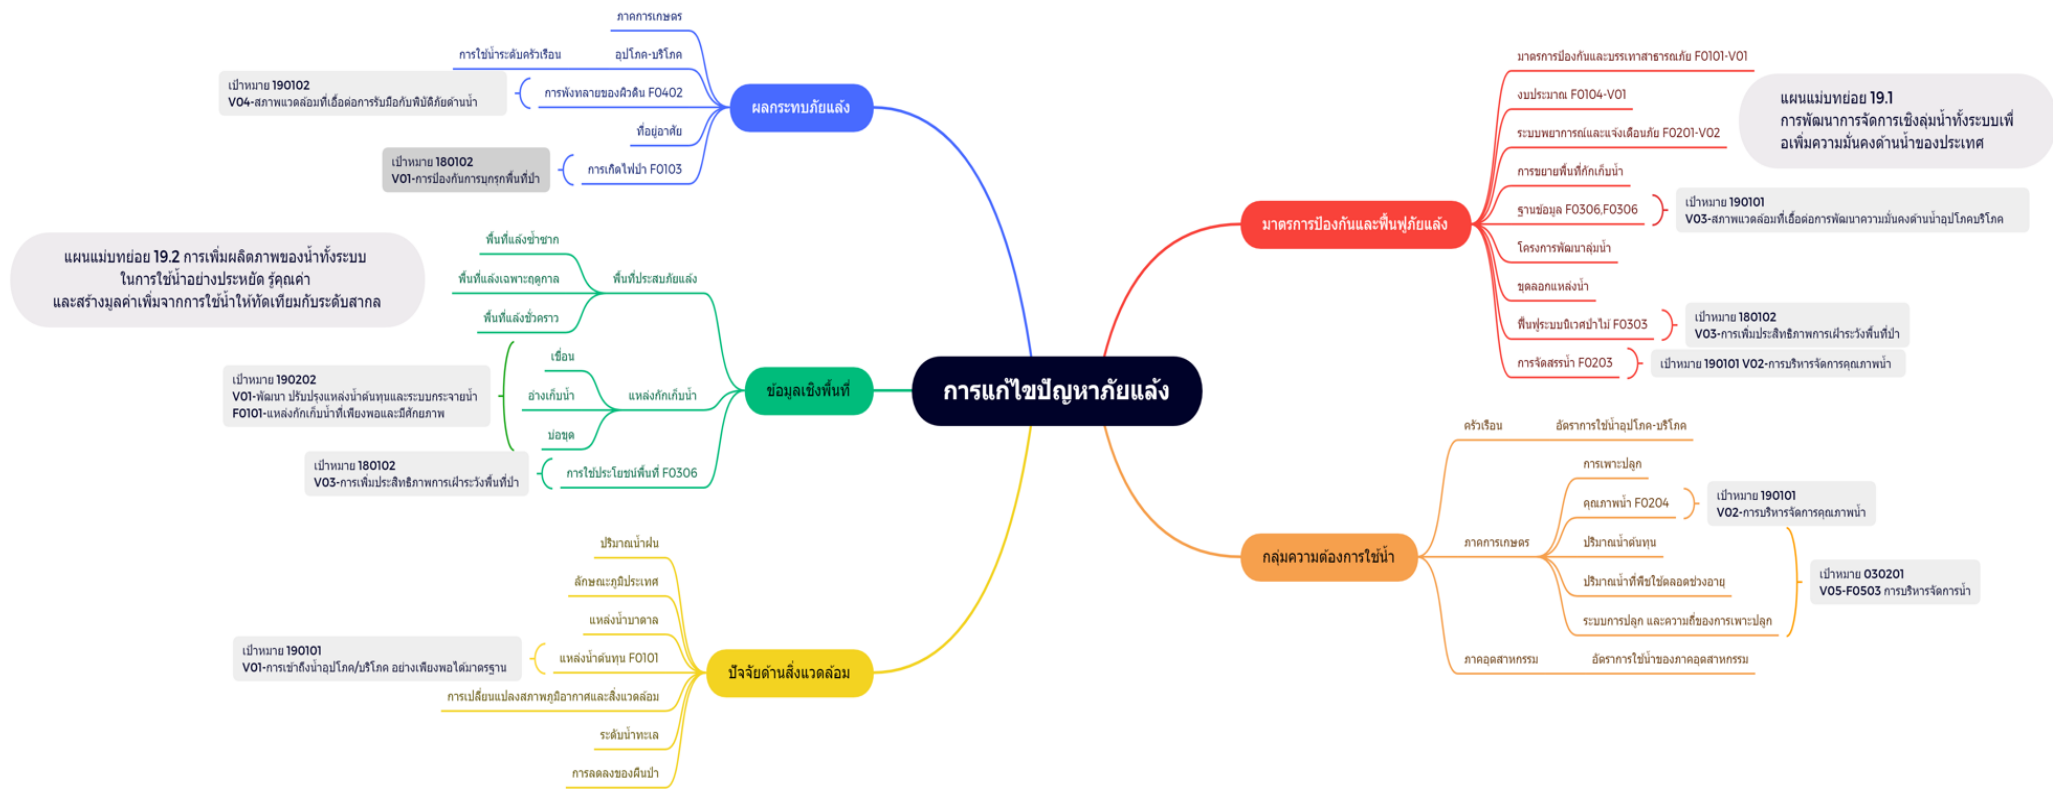 การแก้ไขปัญหาภัยแล้ง
ผลกระทบภัยแล้ง
ภาคการเกษตร
อุปโภค-บริโภค
การใช้น้ำระดับครัวเรือน
การพังทลายของผิวดิน F0402
เป้าหมาย 190102
V04-สภาพแวดล้อมที่เอื้อต่อการรับมือกับพิบัติภัยด้านน้ำ
ที่อยู่อาศัย
การเกิดไฟป่า F0103
เป้าหมาย 180102
V01-การป้องกันการบุกรุกพื้นที่ป่า
แผนแม่บทย่อย 19.2 การเพิ่มผลิตภาพของน้ำทั้งระบบ
ในการใช้น้ำอย่างประหยัด รู้คุณค่า
และสร้างมูลค่าเพิ่มจากการใช้น้ำให้ทัดเทียมกับระดับสากล
ข้อมูลเชิงพื้นที่
พื้นที่ประสบภัยแล้ง
พื้นที่แล้งซ้ำซาก
พื้นที่แล้งเฉพาะฤดูกาล
พื้นที่แล้งชั่วคราว
แหล่งกักเก็บน้ำ
เขื่อน
อ่างเก็บน้ำ
บ่อขุด
เป้าหมาย 190202
V01-พัฒนา ปรับปรุงแหล่งน้ำต้นทุนและระบบกระจายน้ำ
F0101-แหล่งกักเก็บน้ำที่เพียงพอและมีศักยภาพ
การใช้ประโยชน์พื้นที่ F0306
เป้าหมาย 180102
V03-การเพิ่มประสิทธิภาพการเฝ้าระวังพื้นที่ป่า
ปัจจัยด้านสิ่งแวดล้อม
ปริมาณน้ำฝน
ลักษณะภูมิประเทศ
แหล่งน้ำบาดาล
แหล่งน้ำต้นทุน F0101
เป้าหมาย 190101
V01-การเข้าถึงน้ำอุปโภค/บริโภค อย่างเพียงพอได้มาตรฐาน
การเปลี่ยนแปลงสภาพภูมิอากาศและสิ่งแวดล้อม
ระดับน้ำทะเล
การลดลงของผืนป่า
มาตรการป้องกันและฟื้นฟูภัยแล้ง
มาตรการป้องกันและบรรเทาสาธารณภัย F0101-V01
งบประมาณ F0104-V01
ระบบพยากรณ์และแจ้งเตือนภัย F0201-V02
แผนแม่บทย่อย 19.1
การพัฒนาการจัดการเชิงลุ่มน้ำทั้งระบบเพื่
อเพิ่มความมั่นคงด้านน้ำของประเทศ
การขยายพื้นที่กักเก็บน้ำ
ฐานข้อมูล F0306,F0306
เป้าหมาย 190101
V03-สภาพแวดล้อมที่เอื้อต่อการพัฒนาความมั่นคงด้านน้ำอุปโภคบริโภค
โครงการพัฒนาลุ่มน้ำ
ขุดลอกแหล่งน้ำ
ฟื้นฟูระบบนิเวศป่าไม้ F0303
เป้าหมาย 180102
V03-การเพิ่มประสิทธิภาพการเฝ้าระวังพื้นที่ป่า
การจัดสรรน้ำ F0203
เป้าหมาย 190101 V02-การบริหารจัดการคุณภาพน้ำ
กลุ่มความต้องการใช้น้ำ
ครัวเรือน
อัตราการใช้น้ำอุปโภค-บริโภค
ภาคการเกษตร
การเพาะปลูก
คุณภาพน้ำ F0204
เป้าหมาย 190101
V02-การบริหารจัดการคุณภาพน้ำ
ปริมาณน้ำต้นทุน
ปริมาณน้ำที่พืชใช้ตลอดช่วงอายุ
ระบบการปลูก และความถี่ของการเพาะปลูก
เป้าหมาย 030201
V05-F0503 การบริหารจัดการน้ำ
ภาคอุตสาหกรรม
อัตราการใช้น้ำของภาคอุตสาหกรรม